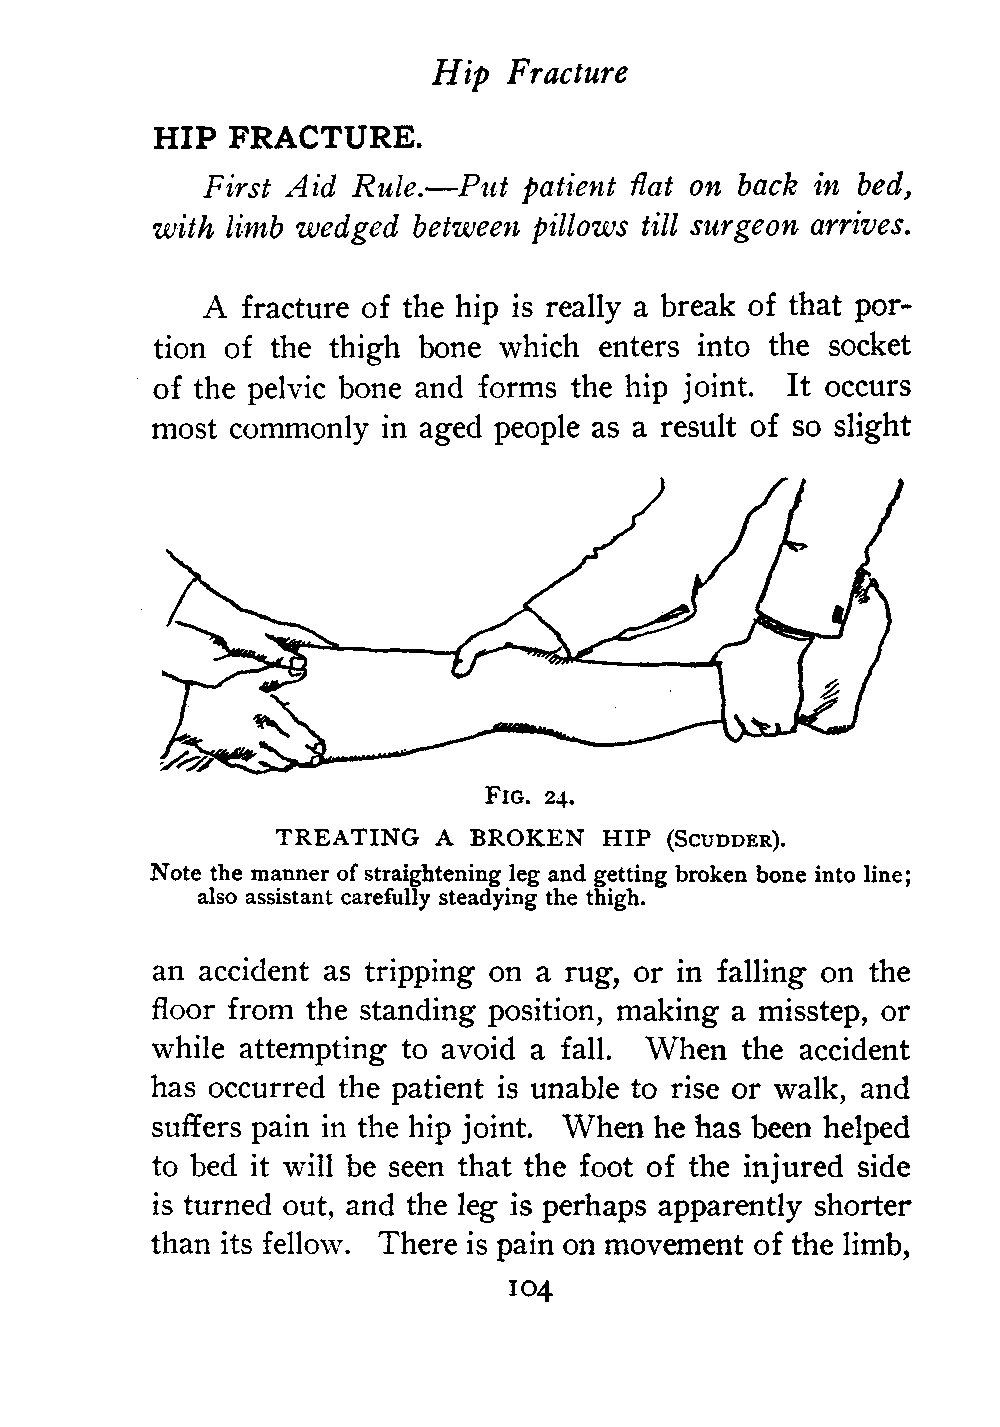 Hip Fracture
HIP FRACTURE.
First Aid Rule.—Put patient flat on back in bed,
with limb wedged between pillows till surgeon arrives.
A fracture of the hip is really a break of that por-
tion of the thigh bone which enters into the socket
of the pelvic bone and forms the hip joint. It occurs
most commonly in aged people as a result of so slight
FIG. 24.
TREATING A BROKEN HIP (SCUDDER).
Note the manner of straightening leg and getting broken bone into line;
also assistant carefully steadying the thigh.
an accident as tripping on a rug, or in falling on the
floor from the standing position, making a misstep, or
while attempting to avoid a fall. When the accident
has occurred the patient is unable to rise or walk, and
suffers pain in the hip joint. When he has been helped
to bed it will be seen that the foot of the injured side
is turned out, and the leg is perhaps apparently shorter
than its fellow. There is pain on movement of the limb,
104